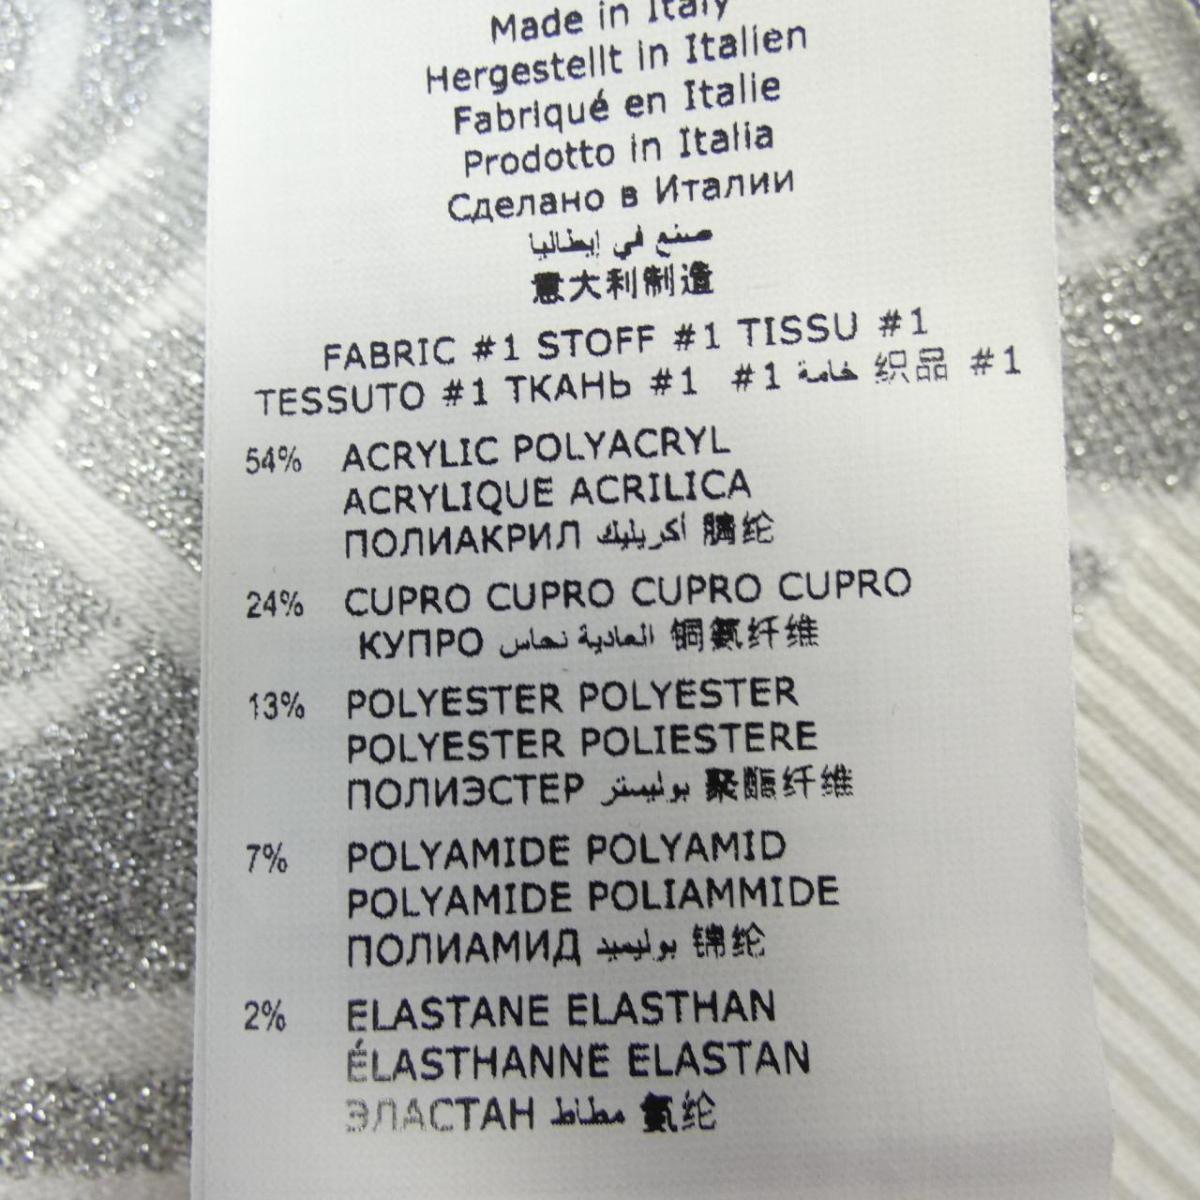 Made in Italy
Hergestellt in Italien
Fabriqué en Italie
Prodotto in Italia
Сделано в Италии
صنع في إيطاليا
意大利制造
FABRIC #1 STOFF #1 TISSU #1
TESSUTO #1 ТКАНЬ #1 #1 خامة 织品 #1
54% ACRYLIC POLYACRYL
ACRYLIQUE ACRILICA
ПОЛИАКРИЛ أكريليك 腈纶
24% CUPRO CUPRO CUPRO CUPRO
КУПРО العادية نحاس 铜氨纤维
13% POLYESTER POLYESTER
POLYESTER POLIESTERE
ПОЛИЭСТЕР بوليستر 聚酯纤维
7% POLYAMIDE POLYAMID
POLYAMIDE POLIAMMIDE
ПОЛИАМИД بوليميد 锦纶
2% ELASTANE ELASTHAN
ÉLASTHANNE ELASTAN
ЭЛАСТАН مطاط 氨纶